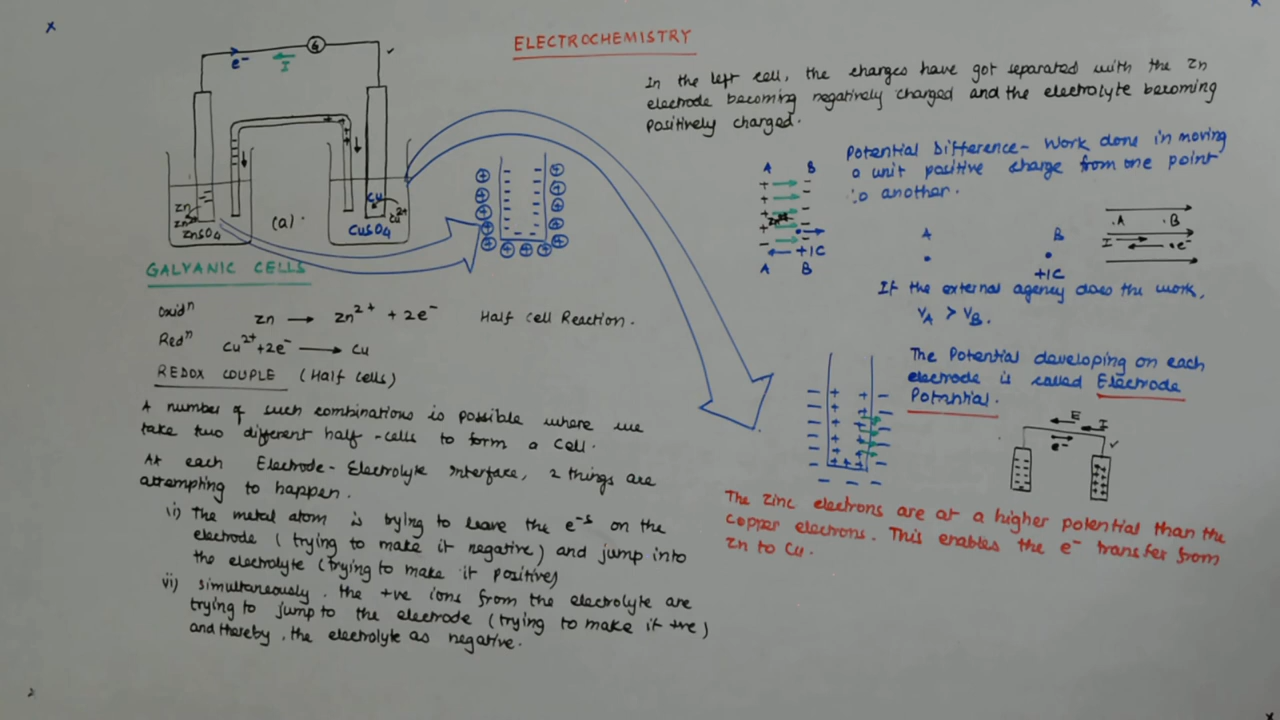 ELECTROCHEMISTRY
G
e⁻
I
Zn
Zn²⁺
ZnSO₄
(a).
Cu
Cu²⁺
CuSO₄
GALVANIC CELLS
Oxidⁿ Zn → Zn²⁺ + 2e⁻ Half cell Reaction.
Redⁿ Cu²⁺+2e⁻ → Cu
REDOX COUPLE (Half cells)
A number of such combinations is possible where we
take two different half-cells to form a cell.
At each Electrode-Electrolyte interface, 2 things are
attempting to happen.
i) The metal atom is trying to leave the e⁻s on the
electrode (trying to make it negative) and jump into
the electrolyte (trying to make it positive)
ii) simultaneously, the +ve ions from the electrolyte are
trying to jump to the electrode (trying to make it +ve)
and thereby, the electrolyte as negative.
In the left cell, the charges have got separated with the Zn
electrode becoming negatively charged and the electrolyte becoming
positively charged.
A B
+1C
A B
Potential Difference- Work done in moving
a unit positive charge from one point
to another.
A B
+1C
.A .B
I e⁻
If the external agency does the work,
V_A > V_B.
The Potential developing on each
electrode is called Electrode
Potential.
E I
e⁻
The zinc electrons are at a higher potential than the
copper electrons. This enables the e⁻ transfer from
Zn to Cu.